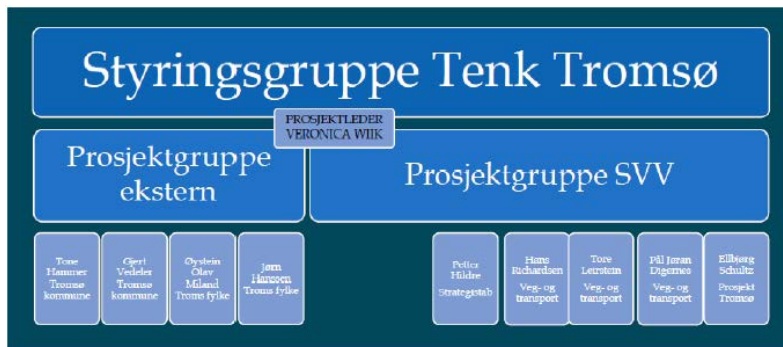 Styringsgruppe Tenk Tromsø
PROSJEKTLEDER
VERONICA WIIK
Prosjektgruppe
ekstern
Prosjektgruppe SVV
Tone
Hammer
Tromsø
kommune
Gjert
Vedeler
Tromsø
kommune
Øystein
Olav
Miland
Troms fylke
Jørn
Hanssen
Troms fylke
Petter
Hildre
Strategistab
Hans
Richardsen
Veg- og
transport
Tore
Leirstein
Veg- og
transport
Pål Jøran
Digernes
Veg- og
transport
Ellbjørg
Schultz
Prosjekt
Tromsø